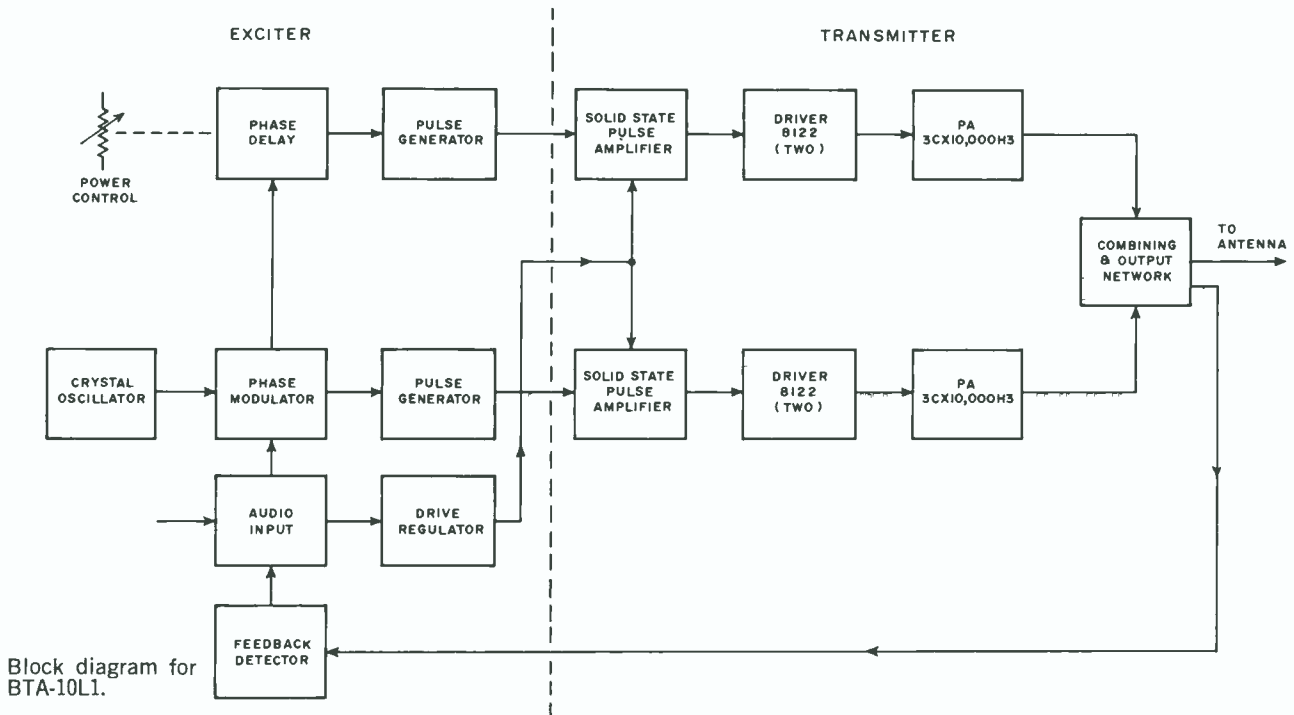 EXCITER
TRANSMITTER
PHASE
DELAY
PULSE
GENERATOR
SOLID STATE
PULSE
AMPLIFIER
DRIVER
8122
(TWO)
PA
3CX10,000H3
POWER
CONTROL
COMBINING
& OUTPUT
NETWORK
TO
ANTENNA
CRYSTAL
OSCILLATOR
PHASE
MODULATOR
PULSE
GENERATOR
SOLID STATE
PULSE
AMPLIFIER
DRIVER
8122
(TWO)
PA
3CX10,000H3
AUDIO
INPUT
DRIVE
REGULATOR
FEEDBACK
DETECTOR
Block diagram for
BTA-10L1.